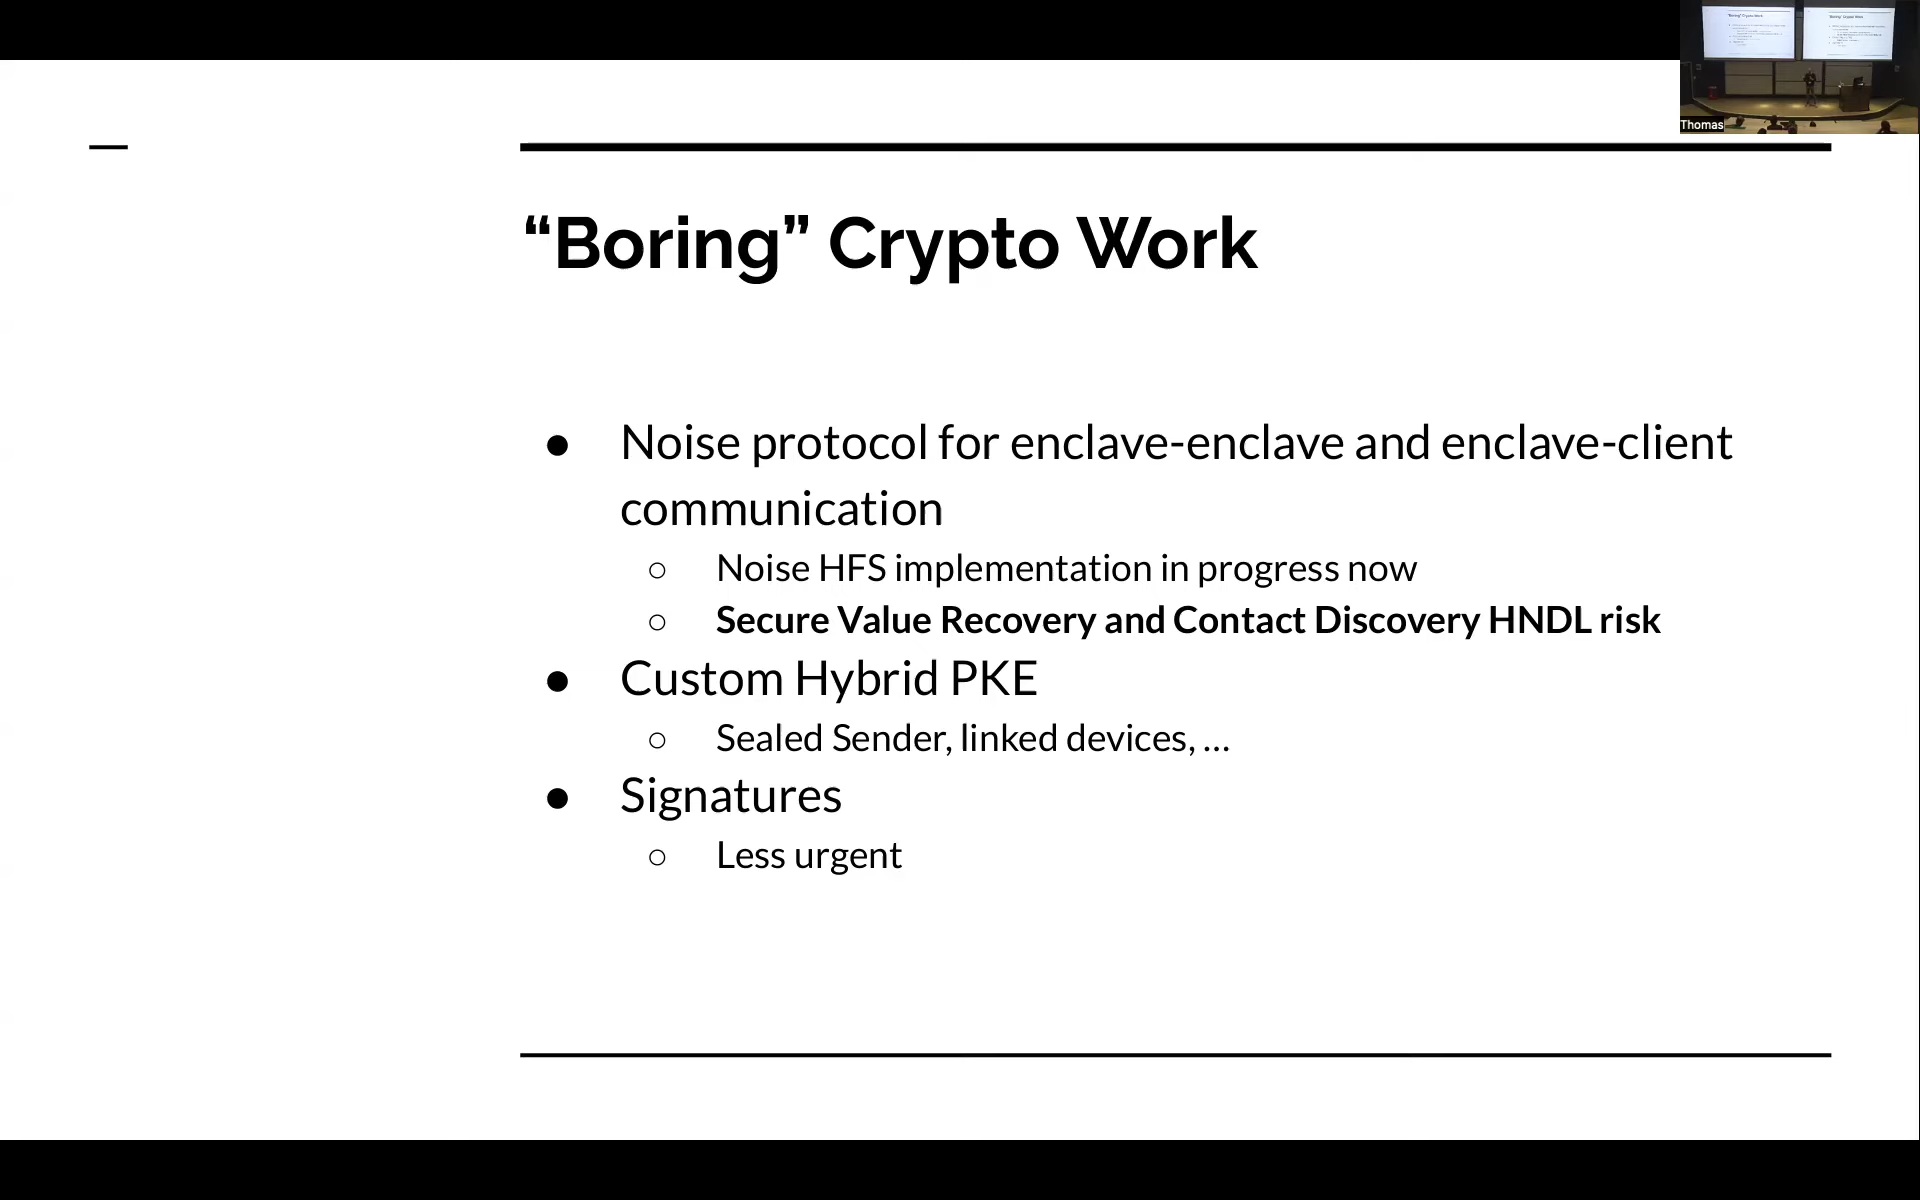 Thomas
“Boring” Crypto Work
● Noise protocol for enclave-enclave and enclave-client
communication
○ Noise HFS implementation in progress now
○ Secure Value Recovery and Contact Discovery HNDL risk
● Custom Hybrid PKE
○ Sealed Sender, linked devices, ...
● Signatures
○ Less urgent